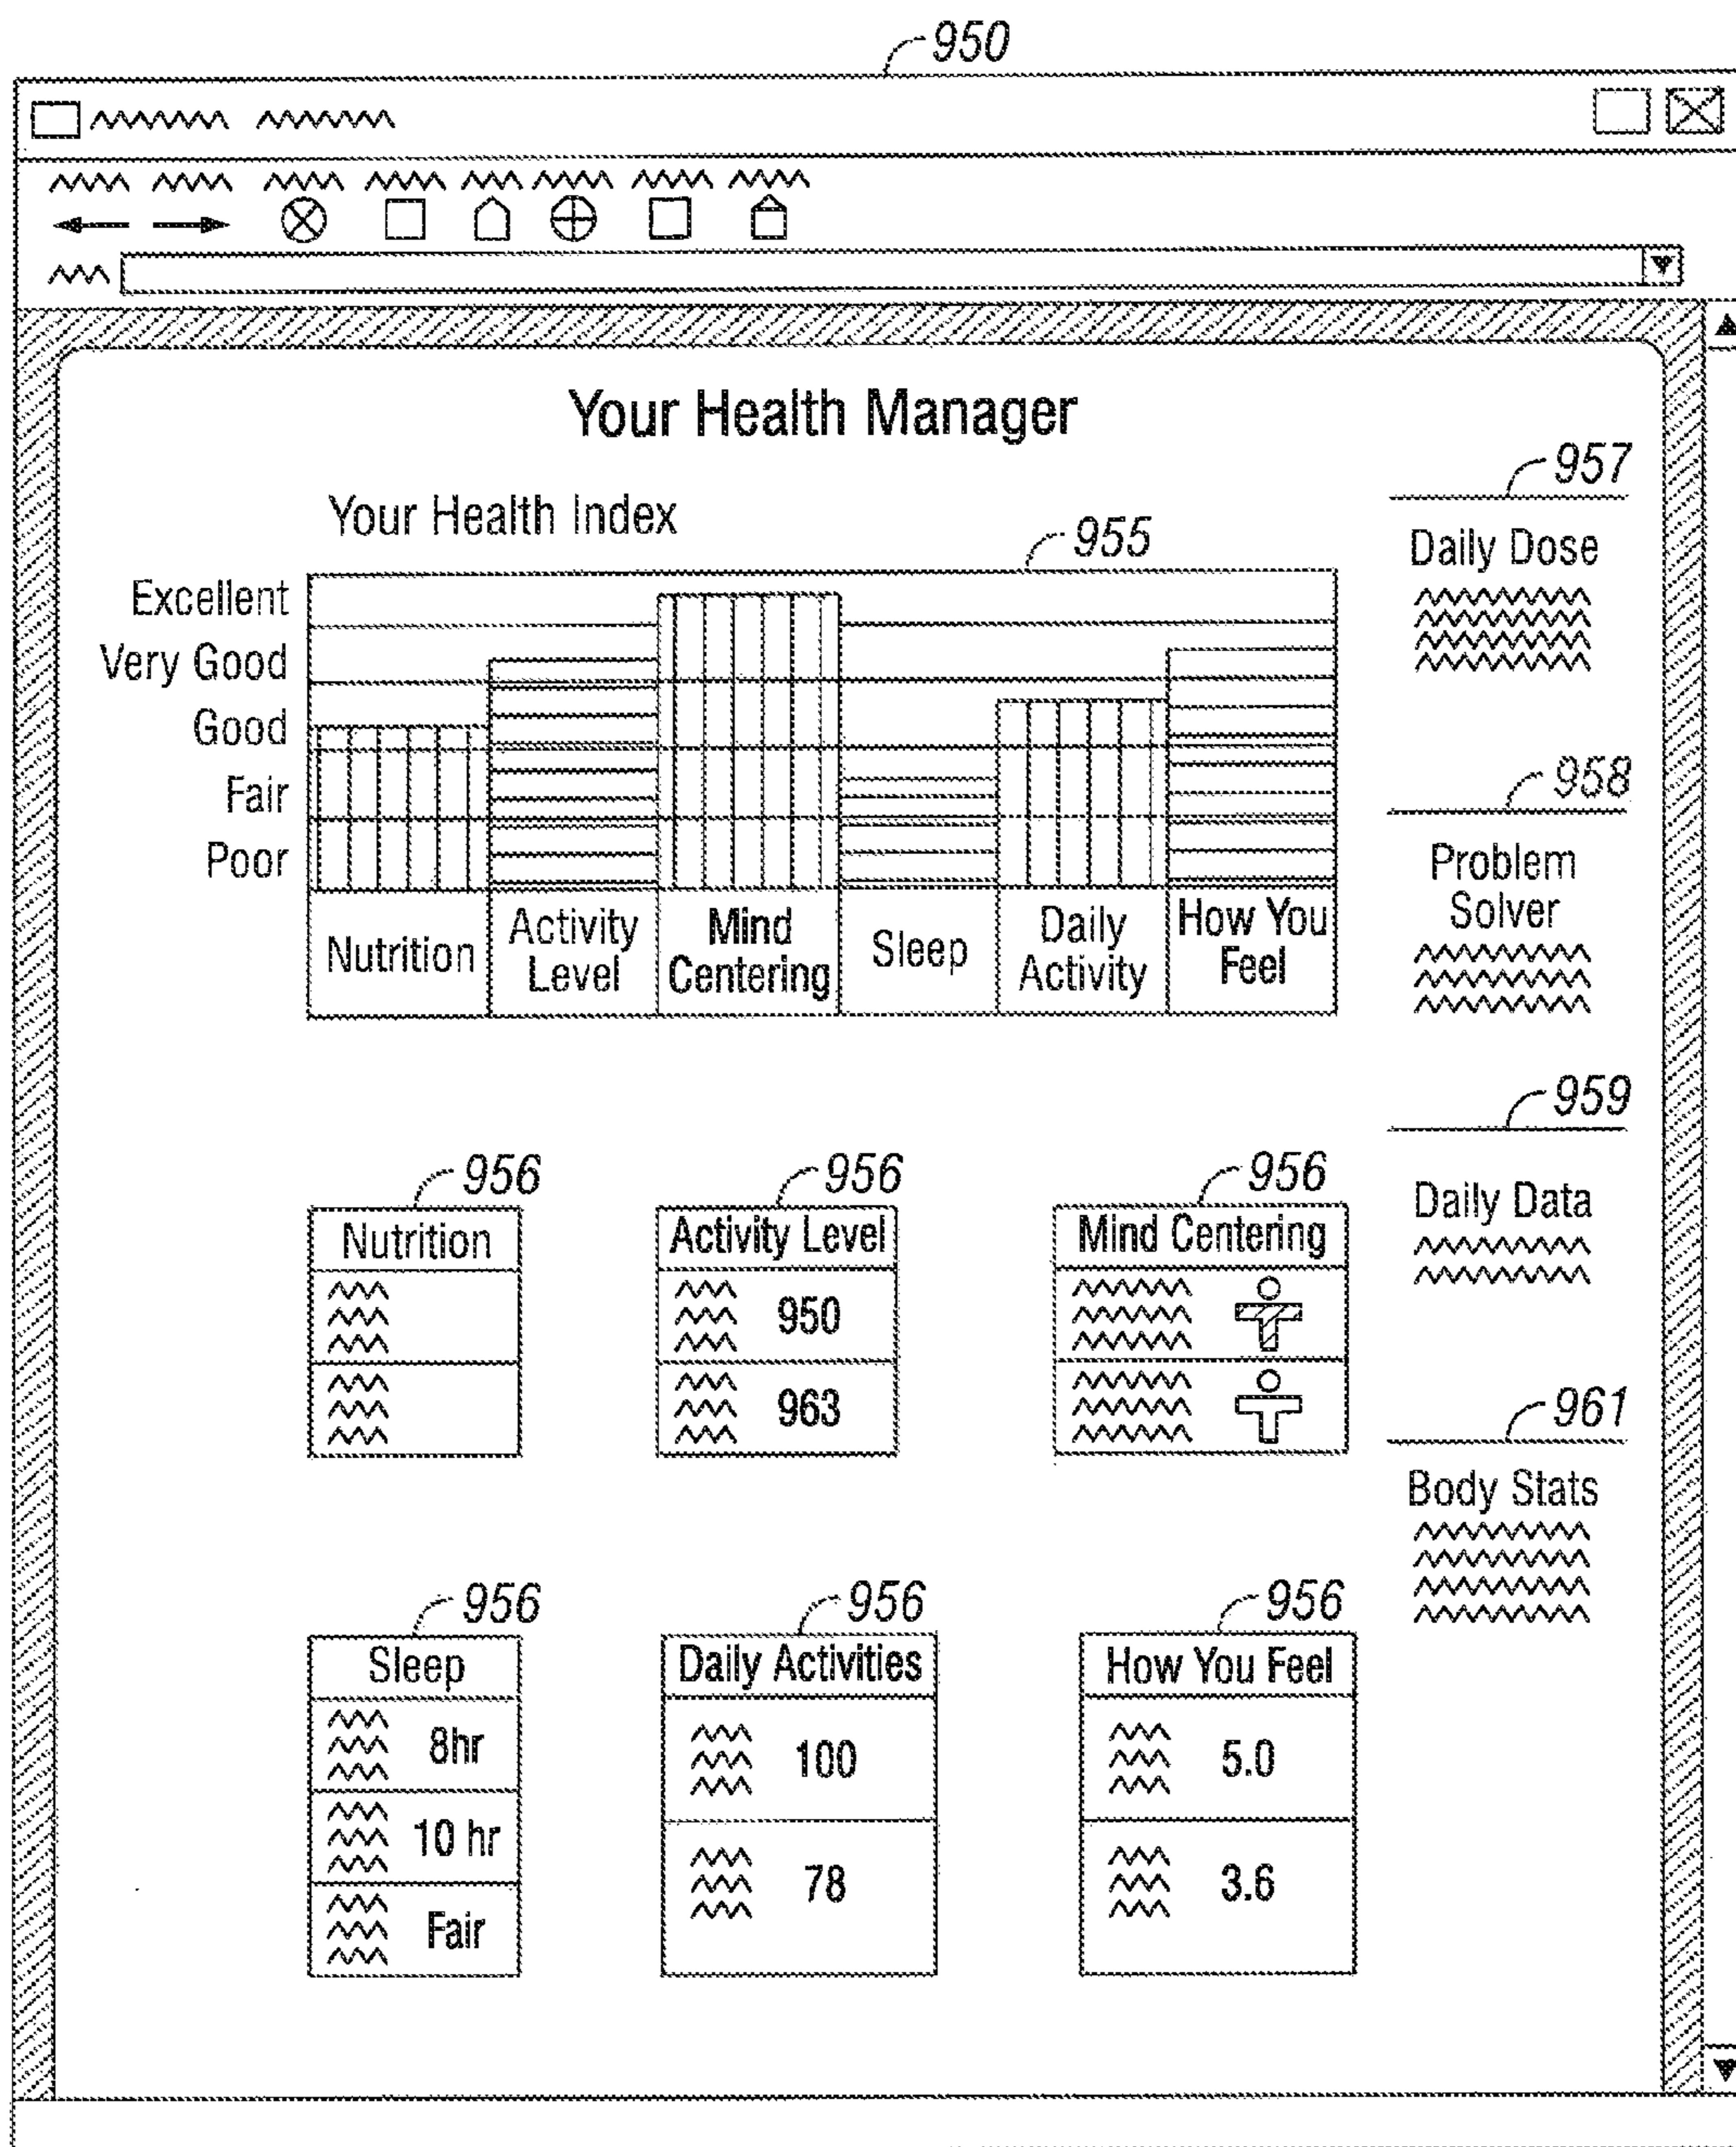 950
Your Health Manager
Your Health Index
955
Excellent
Very Good
Good
Fair
Poor
Nutrition
Activity
Level
Mind
Centering
Sleep
Daily
Activity
How You
Feel
957
Daily Dose
958
Problem
Solver
959
Daily Data
961
Body Stats
956
Nutrition
956
Activity Level
950
963
956
Mind Centering
956
Sleep
8hr
10 hr
Fair
956
Daily Activities
100
78
956
How You Feel
5.0
3.6